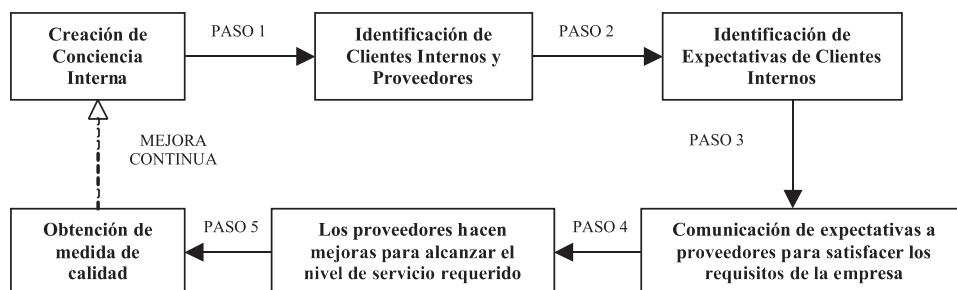 Creación de
Conciencia
Interna
PASO 1
Identificación de
Clientes Internos y
Proveedores
PASO 2
Identificación de
Expectativas de Clientes
Internos
PASO 3
Comunicación de expectativas a
proveedores para satisfacer los
requisitos de la empresa
PASO 4
Los proveedores hacen
mejoras para alcanzar el
nivel de servicio requerido
PASO 5
Obtención de
medida de
calidad
MEJORA
CONTINUA